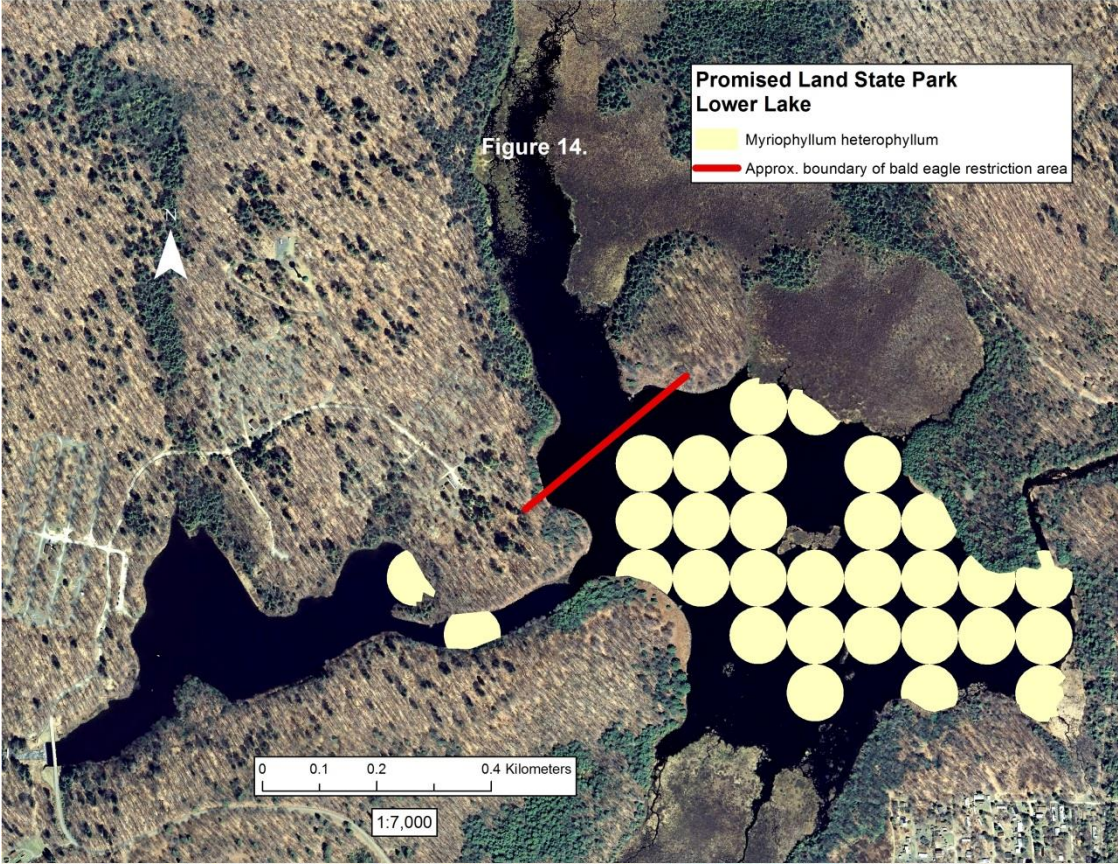 Promised Land State Park
Lower Lake
Myriophyllum heterophyllum
Approx. boundary of bald eagle restriction area
Figure 14.
N
0 0.1 0.2 0.4 Kilometers
1:7,000